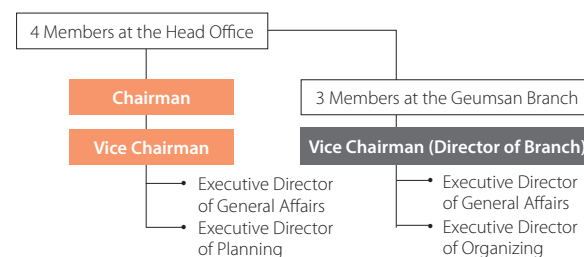 4 Members at the Head Office
Chairman
Vice Chairman
Executive Director
of General Affairs
Executive Director
of Planning
3 Members at the Geumsan Branch
Vice Chairman (Director of Branch)
Executive Director
of General Affairs
Executive Director
of Organizing